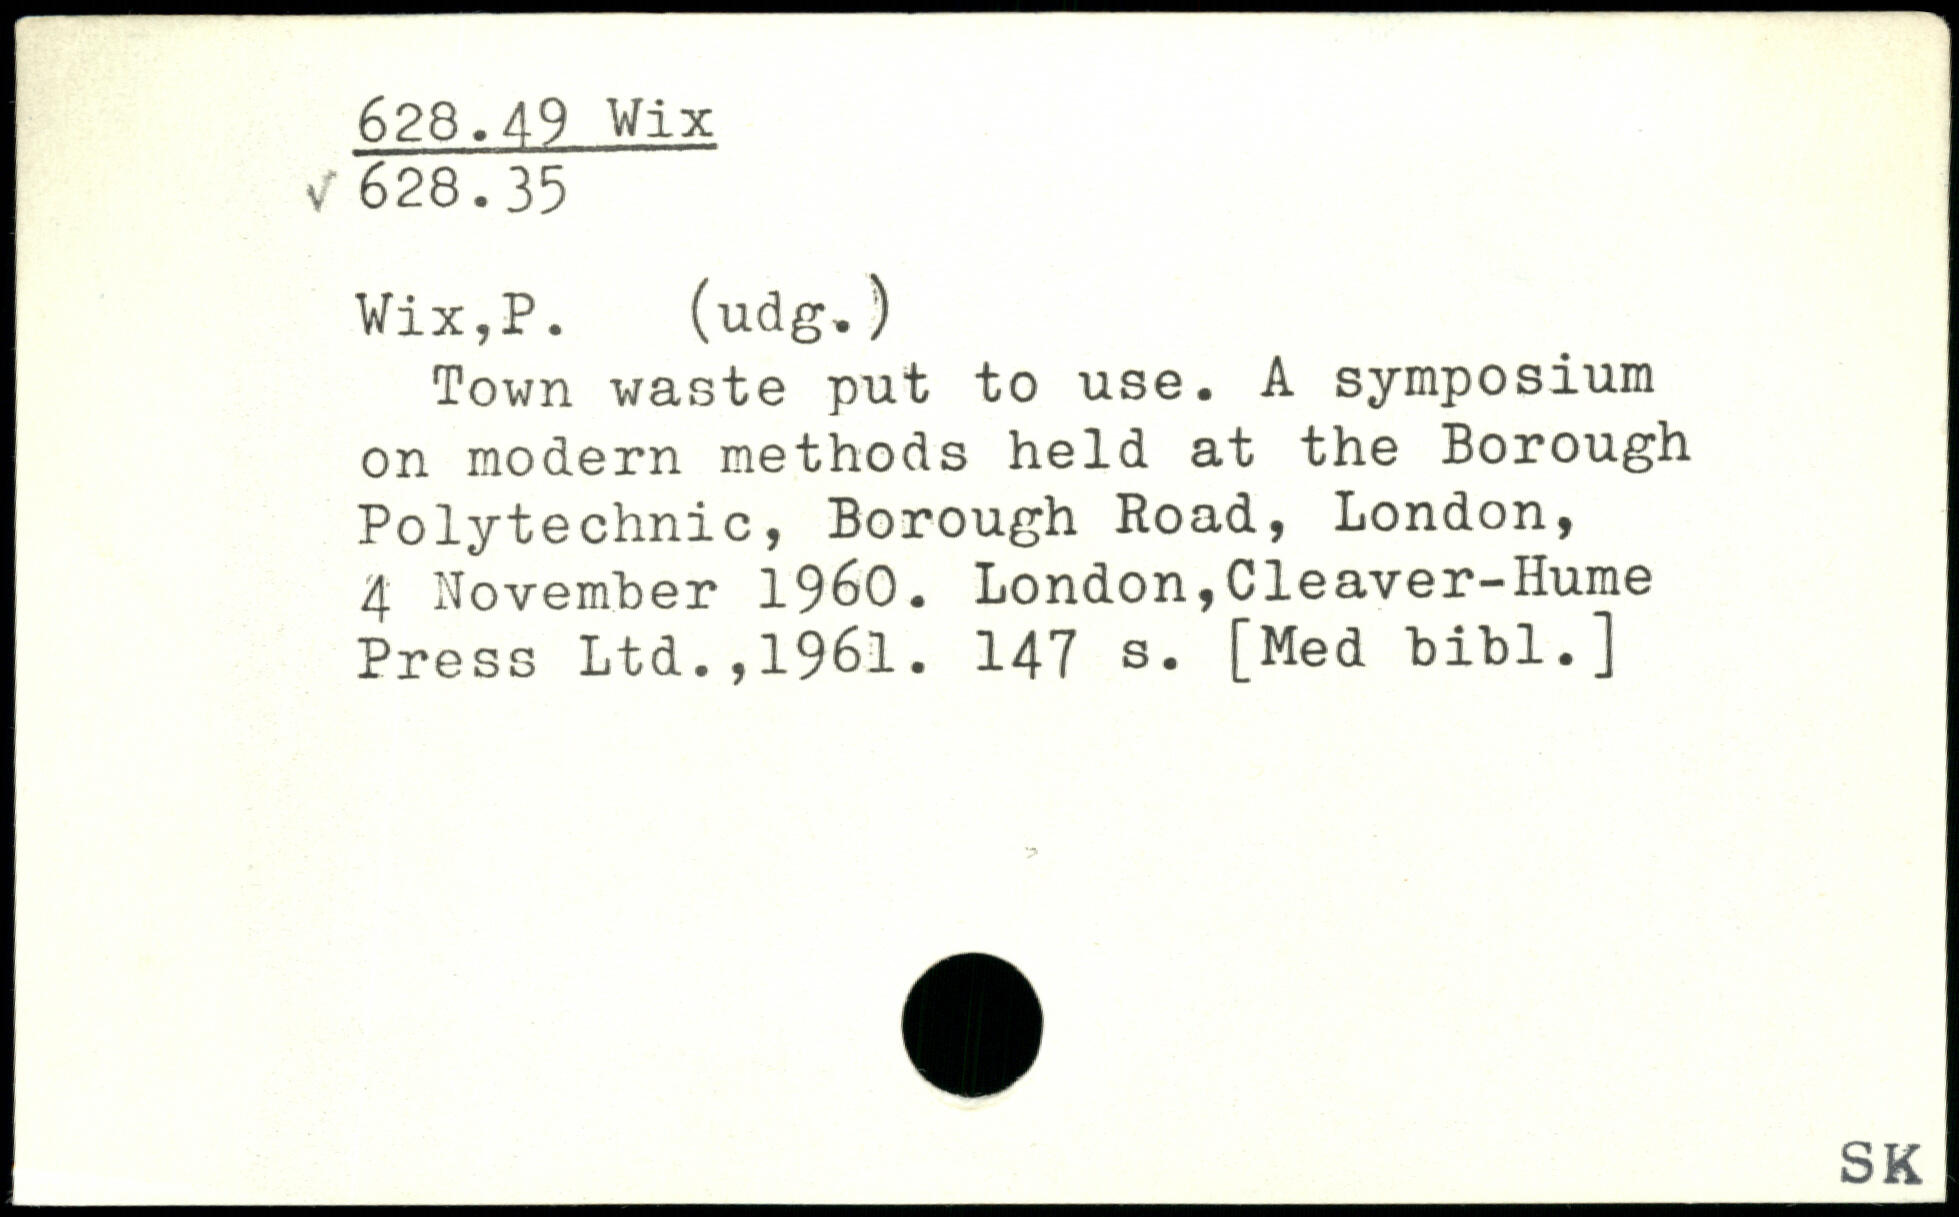 628.49 Wix
√ 628.35
Wix,P. (udg.)
Town waste put to use. A symposium
on modern methods held at the Borough
Polytechnic, Borough Road, London,
4 November 1960. London,Cleaver-Hume
Press Ltd.,1961. 147 s. [Med bibl.]
SK